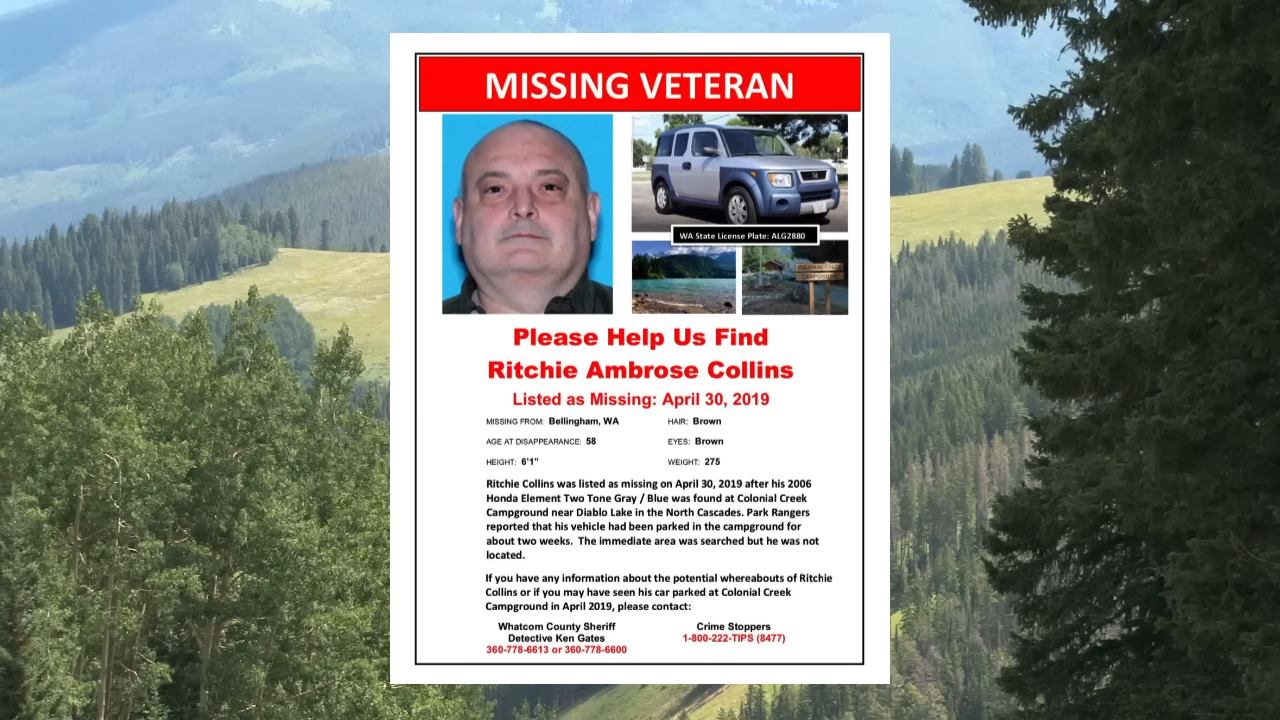 MISSING VETERAN
WA State License Plate: ALG2880
COLONIAL CREEK
CAMPGROUND
Please Help Us Find
Ritchie Ambrose Collins
Listed as Missing: April 30, 2019
MISSING FROM: Bellingham, WA
HAIR: Brown
AGE AT DISAPPEARANCE: 58
EYES: Brown
HEIGHT: 6'1"
WEIGHT: 275
Ritchie Collins was listed as missing on April 30, 2019 after his 2006
Honda Element Two Tone Gray / Blue was found at Colonial Creek
Campground near Diablo Lake in the North Cascades. Park Rangers
reported that his vehicle had been parked in the campground for
about two weeks. The immediate area was searched but he was not
located.
If you have any information about the potential whereabouts of Ritchie
Collins or if you may have seen his car parked at Colonial Creek
Campground in April 2019, please contact:
Whatcom County Sheriff
Detective Ken Gates
360-778-6613 or 360-778-6600
Crime Stoppers
1-800-222-TIPS (8477)